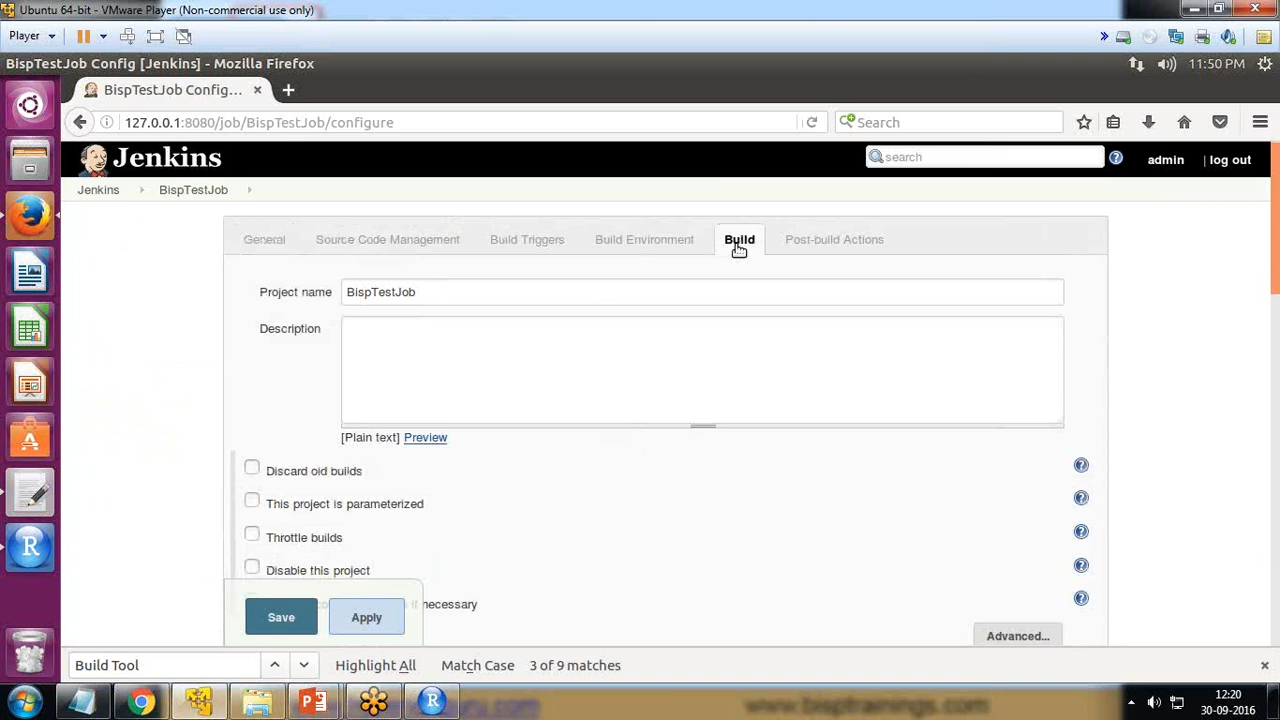 Ubuntu 64-bit - VMware Player (Non-commercial use only)
Player
BispTestJob Config [Jenkins] - Mozilla Firefox
11:50 PM
BispTestJob Config...
127.0.0.1:8080/job/BispTestJob/configure
Search
Jenkins
search
admin
| log out
Jenkins
BispTestJob
General
Source Code Management
Build Triggers
Build Environment
Build
Post-build Actions
Project name
BispTestJob
Description
[Plain text] Preview
Discard old builds
This project is parameterized
Throttle builds
Disable this project
necessary
Advanced...
Save
Apply
Build Tool
Highlight All
Match Case
3 of 9 matches
www.bisptrainings.com
12:20
30-09-2016